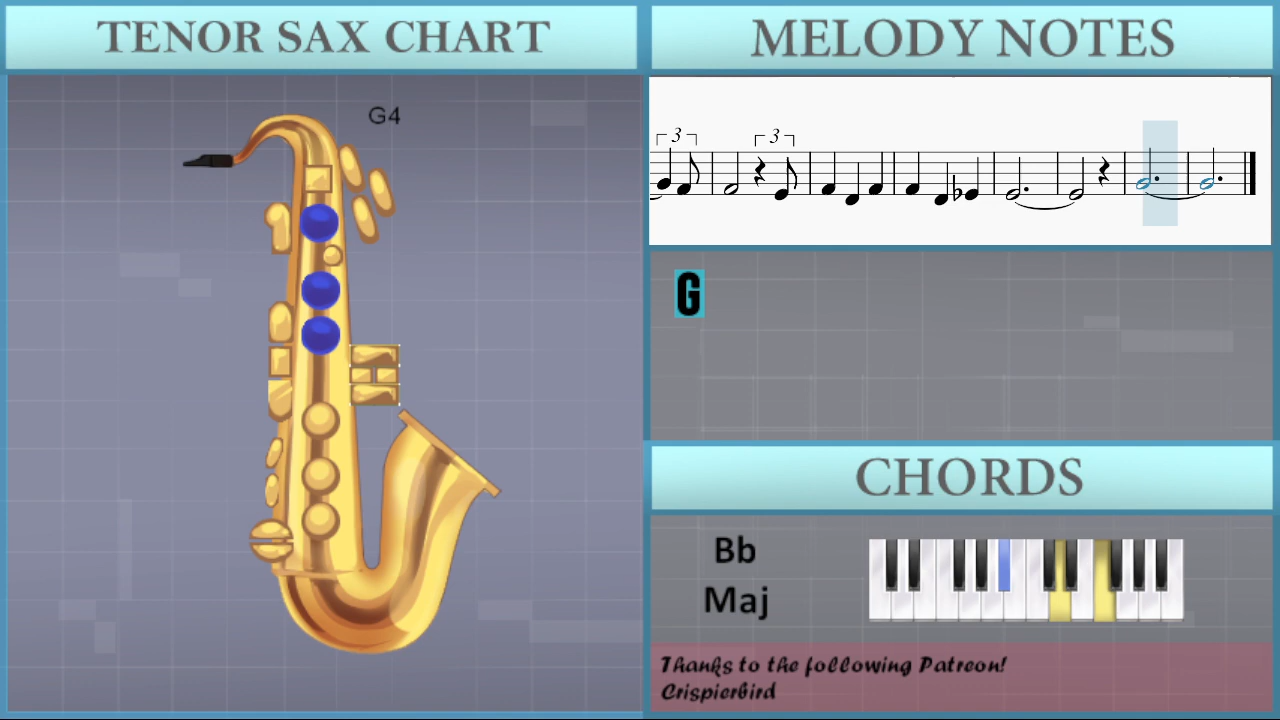 TENOR SAX CHART
G4
MELODY NOTES
3 3
G
CHORDS
Bb
Maj
Thanks to the following Patreon!
Crispierbird